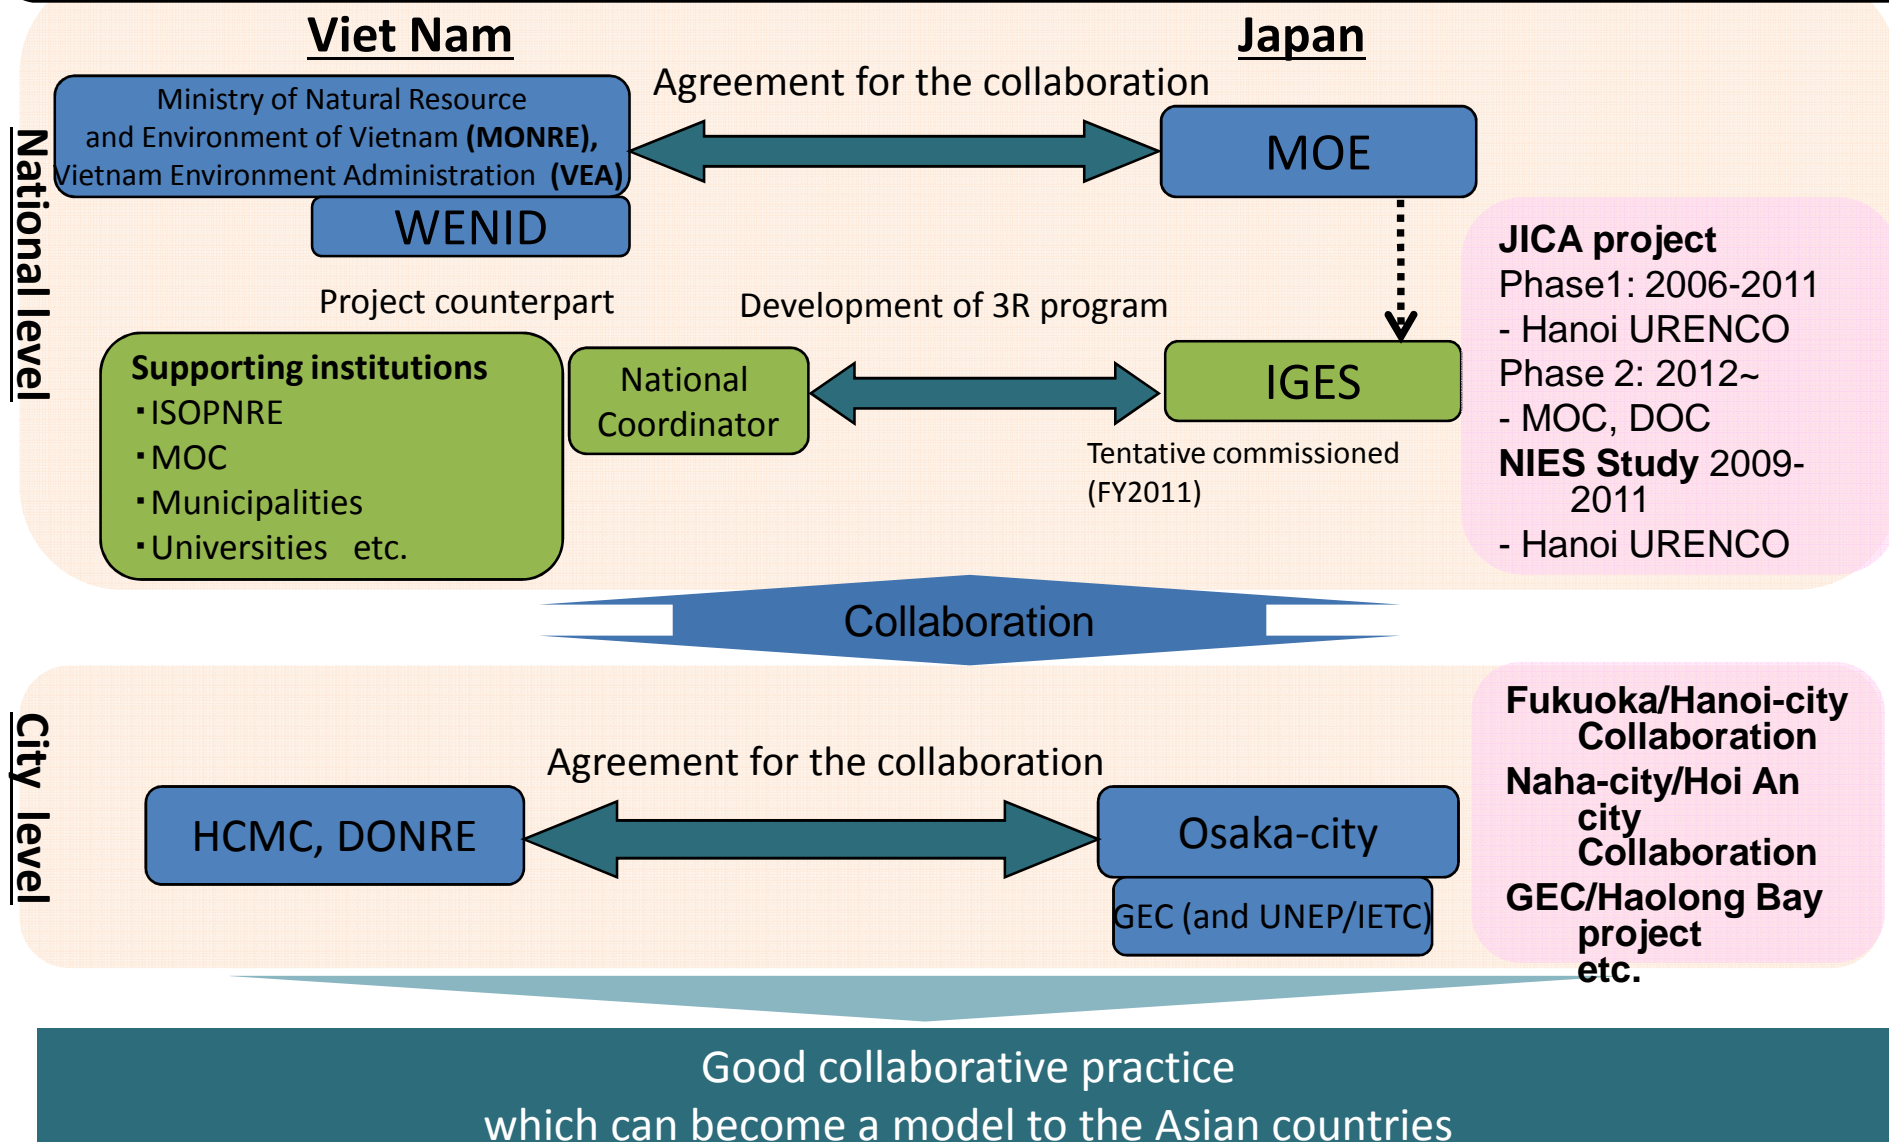 Viet Nam
Japan
National level
Ministry of Natural Resource
and Environment of Vietnam (MONRE),
Vietnam Environment Administration (VEA)
WENID
Agreement for the collaboration
MOE
Project counterpart
Development of 3R program
Supporting institutions
・ISOPNRE
・MOC
・Municipalities
・Universities etc.
National
Coordinator
IGES
Tentative commissioned
(FY2011)
JICA project
Phase1: 2006-2011
- Hanoi URENCO
Phase 2: 2012~
- MOC, DOC
NIES Study 2009-
2011
- Hanoi URENCO
Collaboration
City level
Agreement for the collaboration
HCMC, DONRE
Osaka-city
GEC (and UNEP/IETC)
Fukuoka/Hanoi-city
Collaboration
Naha-city/Hoi An
city
Collaboration
GEC/Haolong Bay
project
etc.
Good collaborative practice
which can become a model to the Asian countries